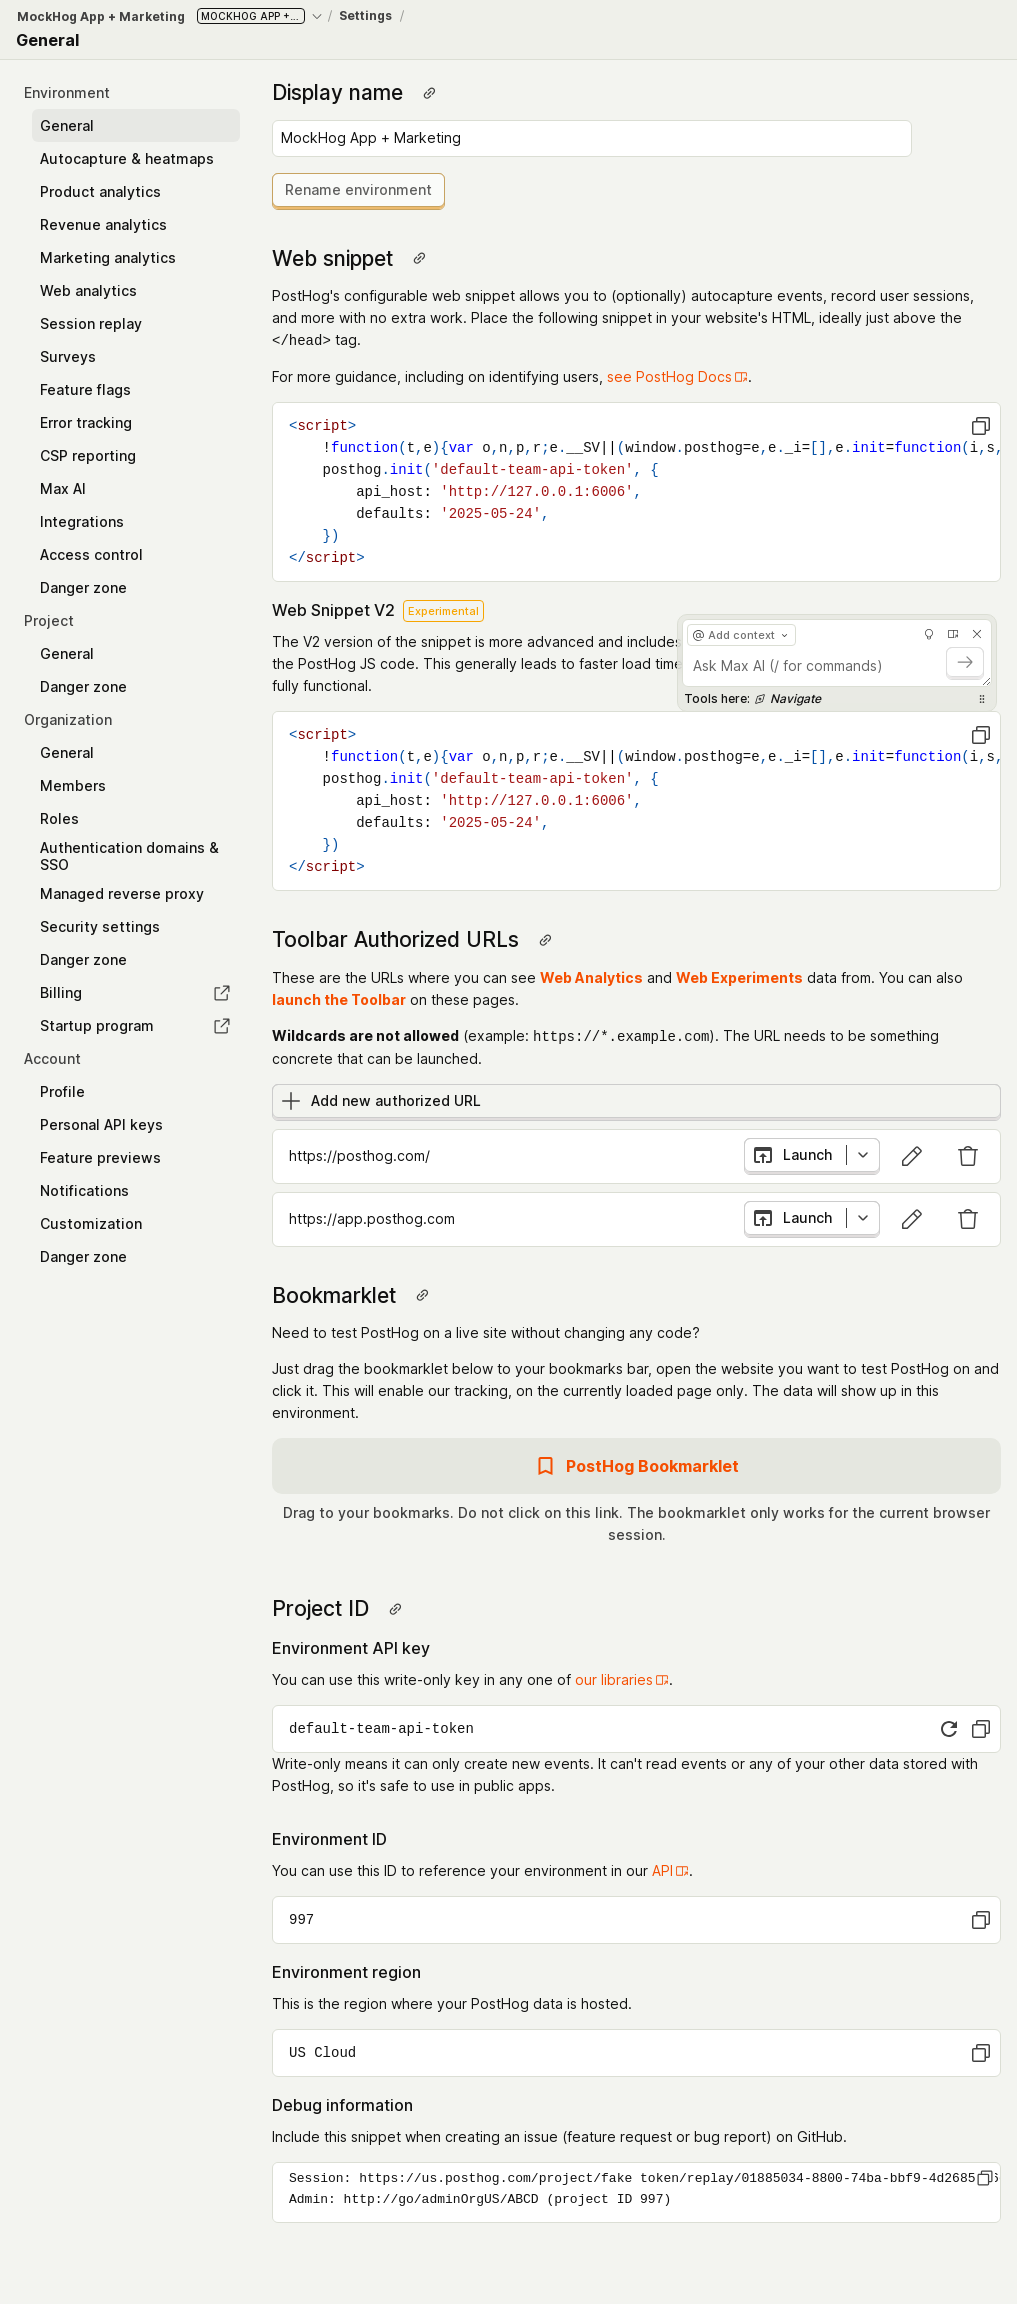 MockHog App + Marketing MOCKHOG APP +... / Settings /
General
Environment
General
Autocapture & heatmaps
Product analytics
Revenue analytics
Marketing analytics
Web analytics
Session replay
Surveys
Feature flags
Error tracking
CSP reporting
Max AI
Integrations
Access control
Danger zone
Project
General
Danger zone
Organization
General
Members
Roles
Authentication domains &
SSO
Managed reverse proxy
Security settings
Danger zone
Billing
Startup program
Account
Profile
Personal API keys
Feature previews
Notifications
Customization
Danger zone
Display name
MockHog App + Marketing
Rename environment
Web snippet
PostHog's configurable web snippet allows you to (optionally) autocapture events, record user sessions,
and more with no extra work. Place the following snippet in your website's HTML, ideally just above the
</head> tag.
For more guidance, including on identifying users, see PostHog Docs.
<script>
!function(t,e){var o,n,p,r;e.__SV||(window.posthog=e,e._i=[],e.init=function(i,s,
posthog.init('default-team-api-token', {
api_host: 'http://127.0.0.1:6006',
defaults: '2025-05-24',
})
</script>
Web Snippet V2 Experimental
The V2 version of the snippet is more advanced and includes
the PostHog JS code. This generally leads to faster load time
fully functional.
@ Add context
Ask Max AI (/ for commands)
Tools here: Navigate
<script>
!function(t,e){var o,n,p,r;e.__SV||(window.posthog=e,e._i=[],e.init=function(i,s,
posthog.init('default-team-api-token', {
api_host: 'http://127.0.0.1:6006',
defaults: '2025-05-24',
})
</script>
Toolbar Authorized URLs
These are the URLs where you can see Web Analytics and Web Experiments data from. You can also
launch the Toolbar on these pages.
Wildcards are not allowed (example: https://*.example.com). The URL needs to be something
concrete that can be launched.
Add new authorized URL
https://posthog.com/ Launch
https://app.posthog.com Launch
Bookmarklet
Need to test PostHog on a live site without changing any code?
Just drag the bookmarklet below to your bookmarks bar, open the website you want to test PostHog on and
click it. This will enable our tracking, on the currently loaded page only. The data will show up in this
environment.
PostHog Bookmarklet
Drag to your bookmarks. Do not click on this link. The bookmarklet only works for the current browser
session.
Project ID
Environment API key
You can use this write-only key in any one of our libraries.
default-team-api-token
Write-only means it can only create new events. It can't read events or any of your other data stored with
PostHog, so it's safe to use in public apps.
Environment ID
You can use this ID to reference your environment in our API.
997
Environment region
This is the region where your PostHog data is hosted.
US Cloud
Debug information
Include this snippet when creating an issue (feature request or bug report) on GitHub.
Session: https://us.posthog.com/project/fake token/replay/01885034-8800-74ba-bbf9-4d2685
Admin: http://go/adminOrgUS/ABCD (project ID 997)